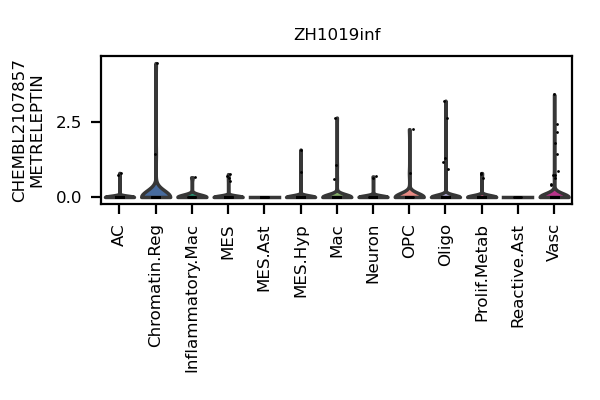 ZH1019inf
CHEMBL2107857
METRELEPTIN
2.5
0.0
AC
Chromatin.Reg
Inflammatory.Mac
MES
MES.Ast
MES.Hyp
Mac
Neuron
OPC
Oligo
Prolif.Metab
Reactive.Ast
Vasc